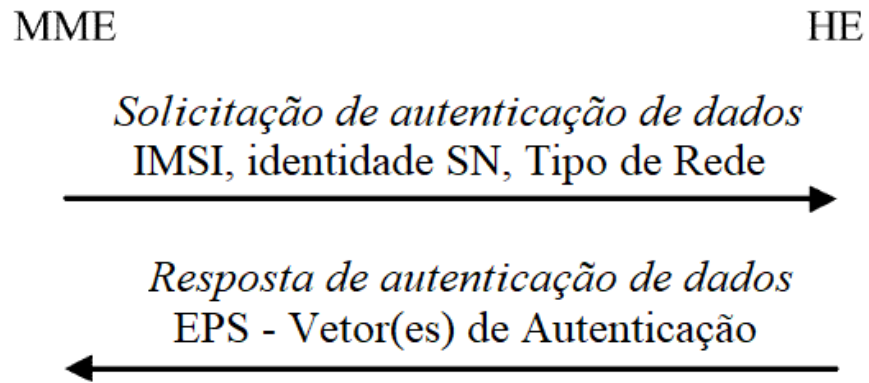 MME
HE
Solicitação de autenticação de dados
IMSI, identidade SN, Tipo de Rede
Resposta de autenticação de dados
EPS - Vetor(es) de Autenticação